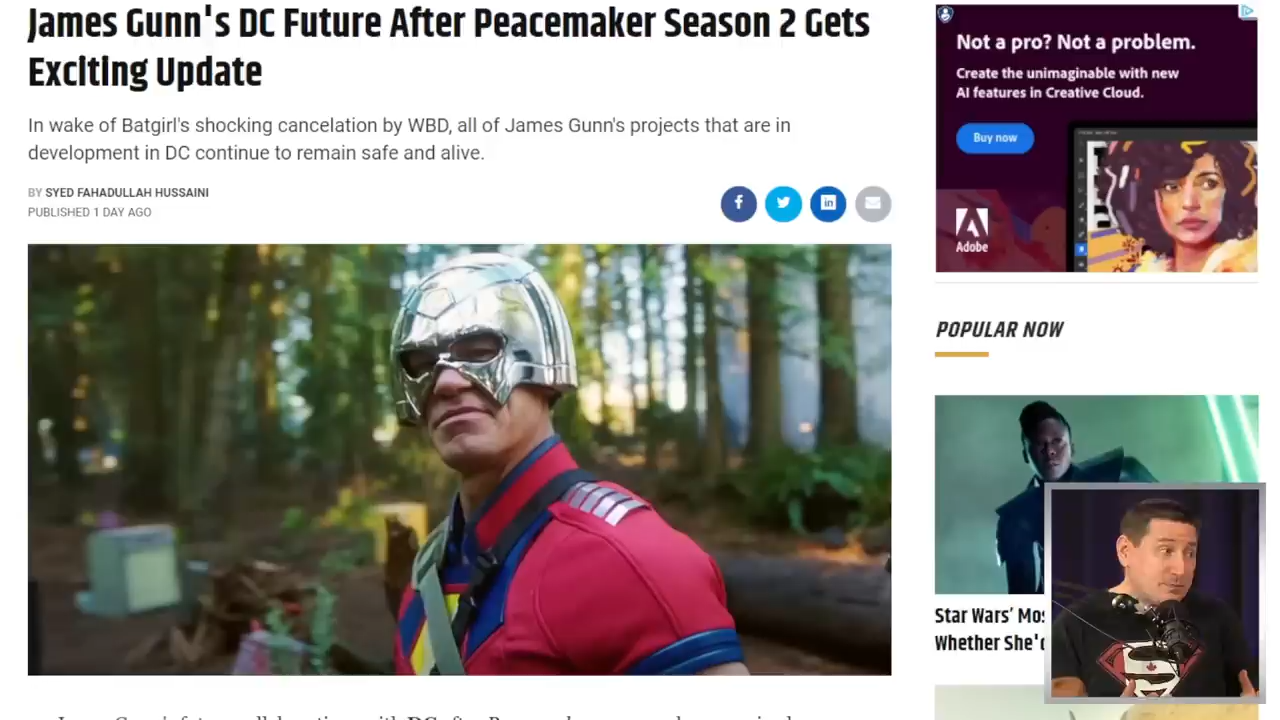 James Gunn's DC Future After Peacemaker Season 2 Gets
Exciting Update
In wake of Batgirl's shocking cancelation by WBD, all of James Gunn's projects that are in
development in DC continue to remain safe and alive.
BY SYED FAHADULLAH HUSSAINI
PUBLISHED 1 DAY AGO
Not a pro? Not a problem.
Create the unimaginable with new
AI features in Creative Cloud.
Buy now
Adobe
POPULAR NOW
Star Wars' Mos
Whether She'd